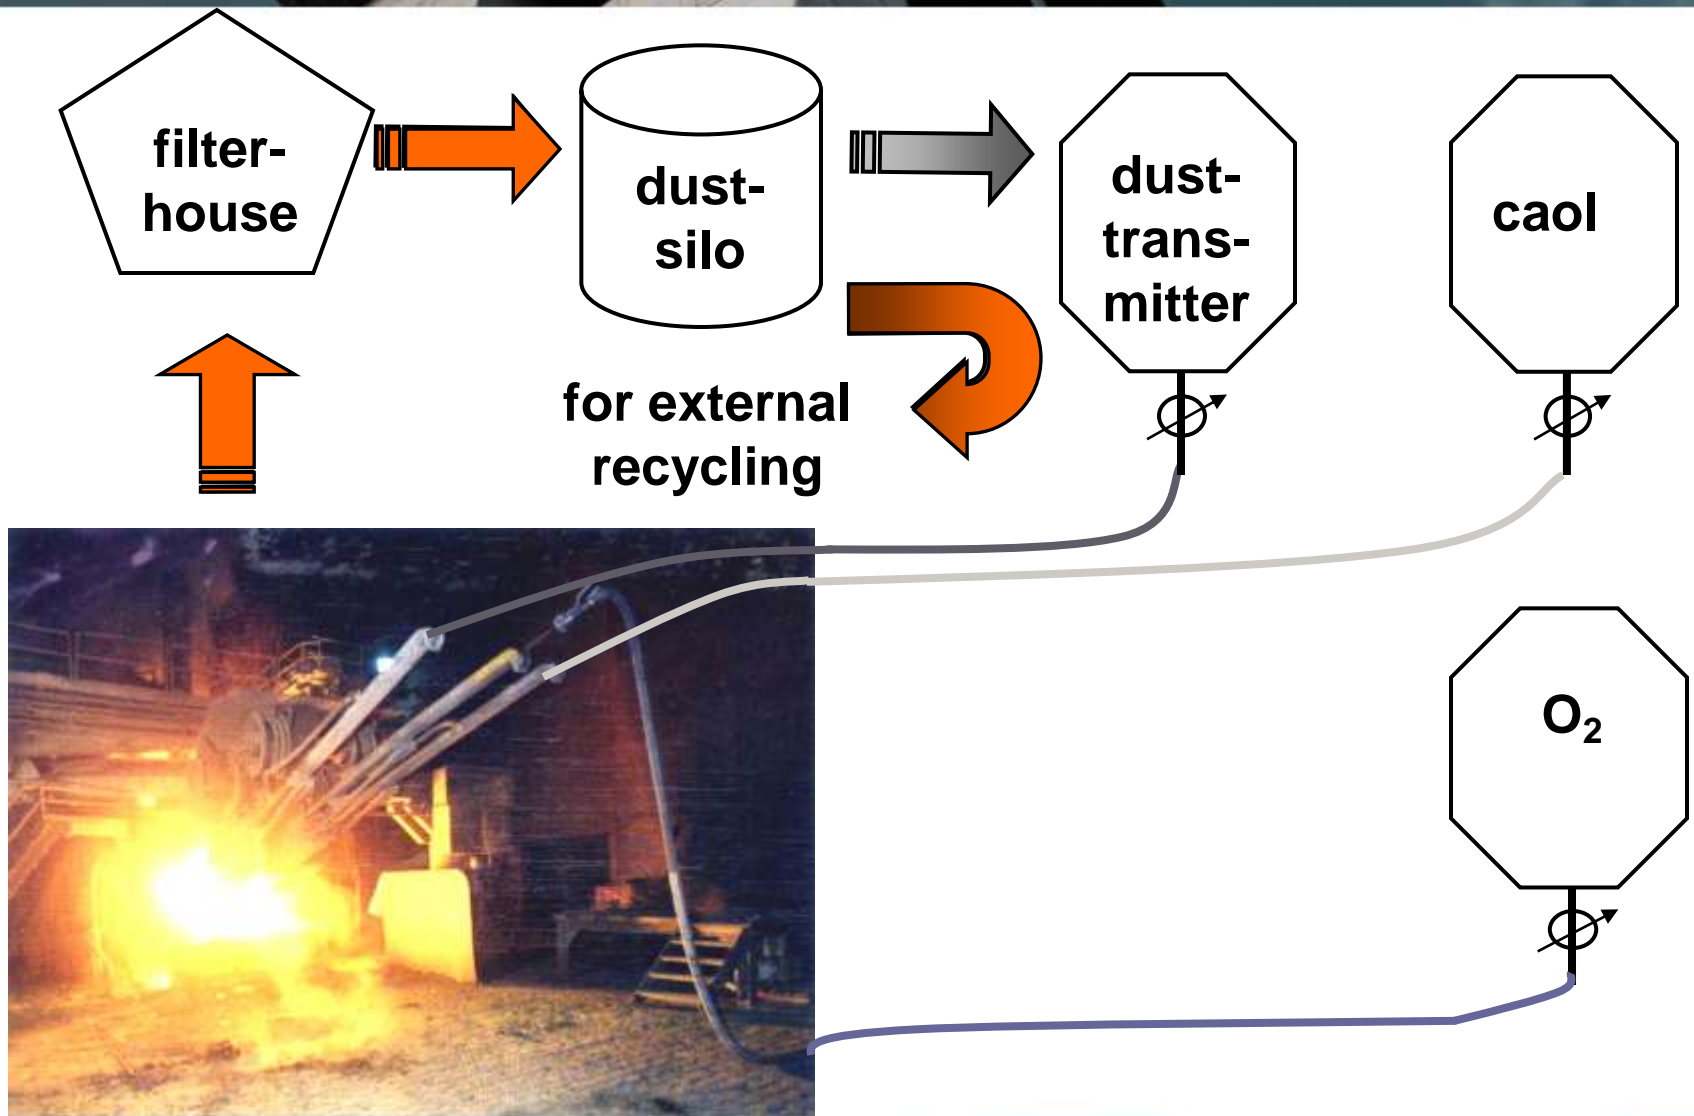 filter-
house
dust-
silo
dust-
trans-
mitter
caol
for external
recycling
O₂